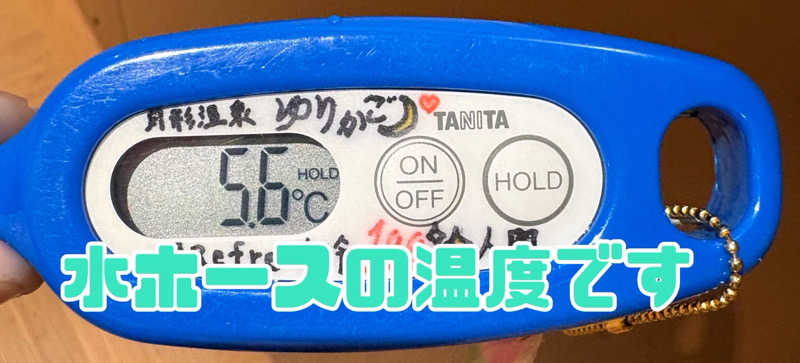 月形温泉 ゆりかご
TANITA
5.6 HOLD °C
ON
OFF
HOLD
水ホースの温度です